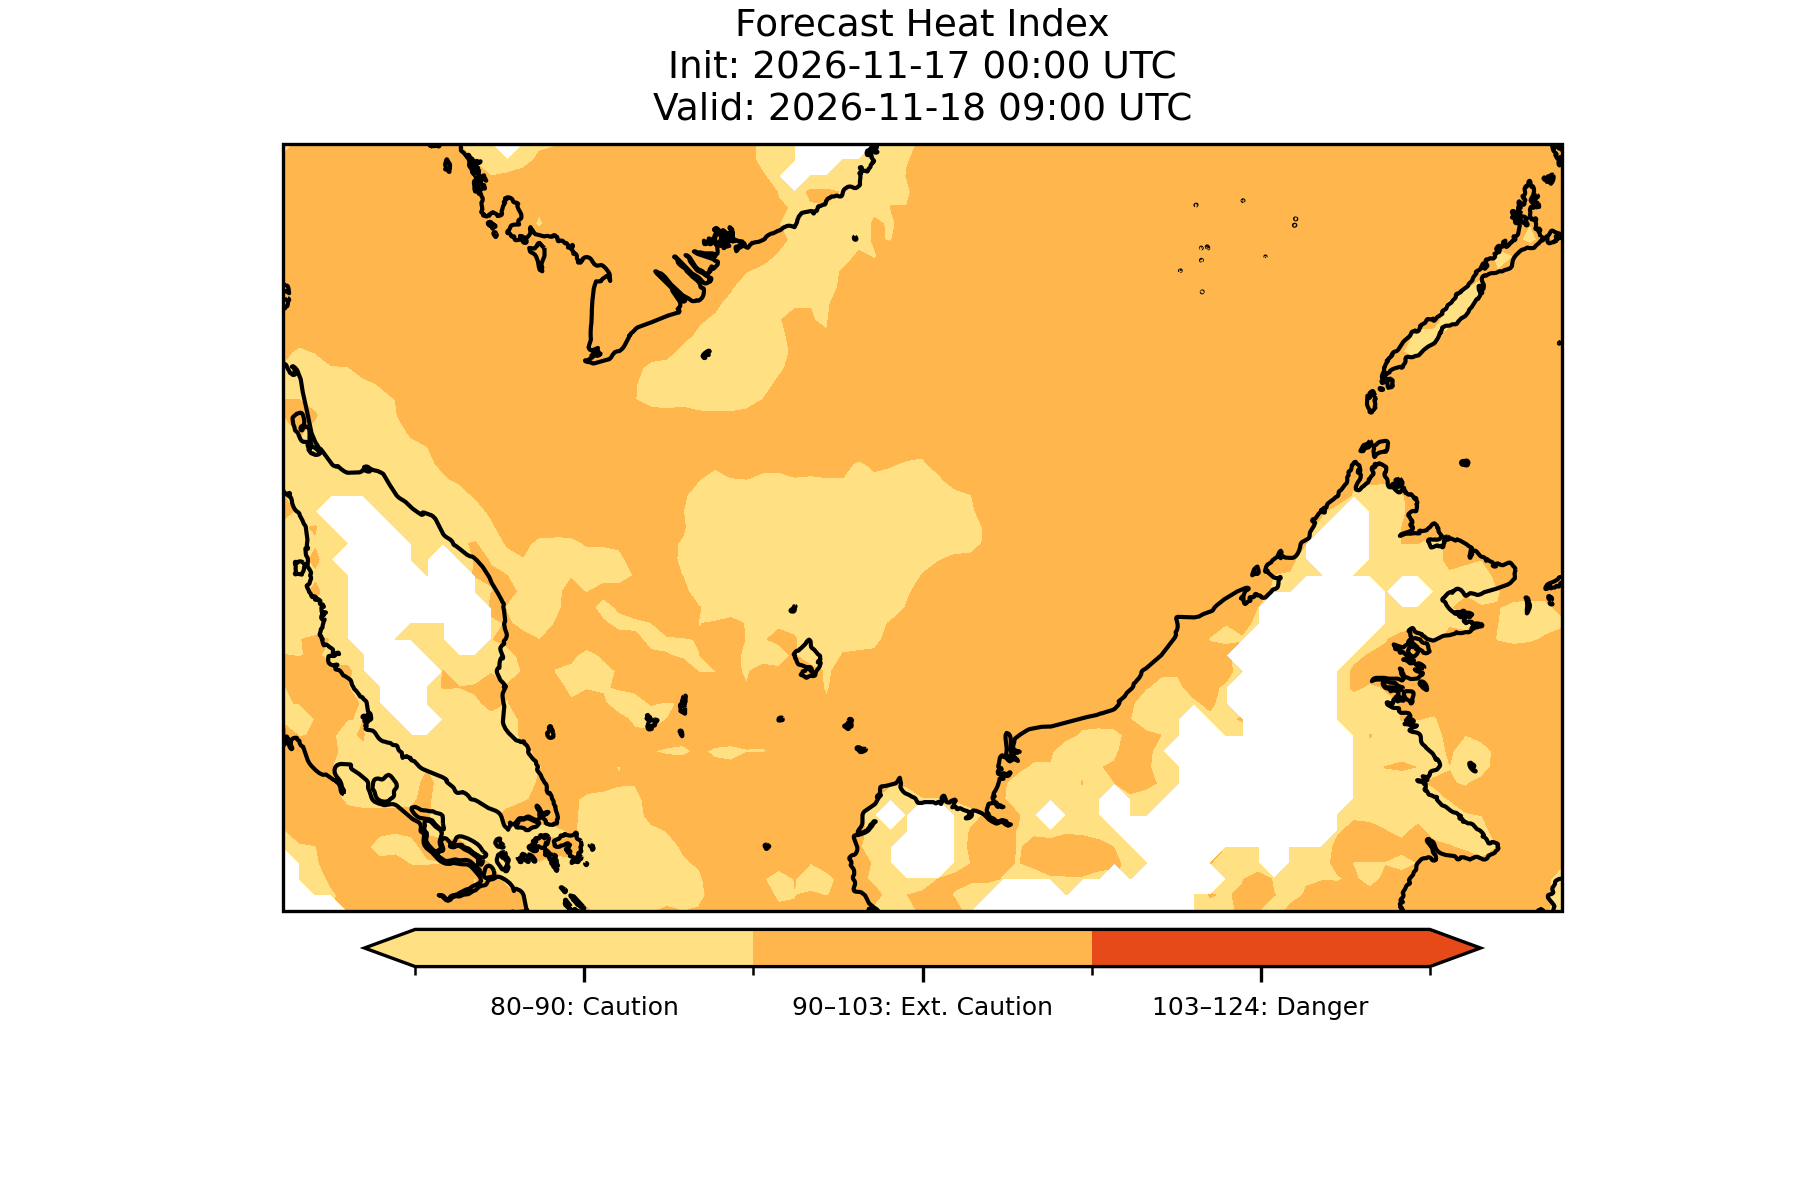 Forecast Heat Index
Init: 2026-11-17 00:00 UTC
Valid: 2026-11-18 09:00 UTC
80–90: Caution
90–103: Ext. Caution
103–124: Danger